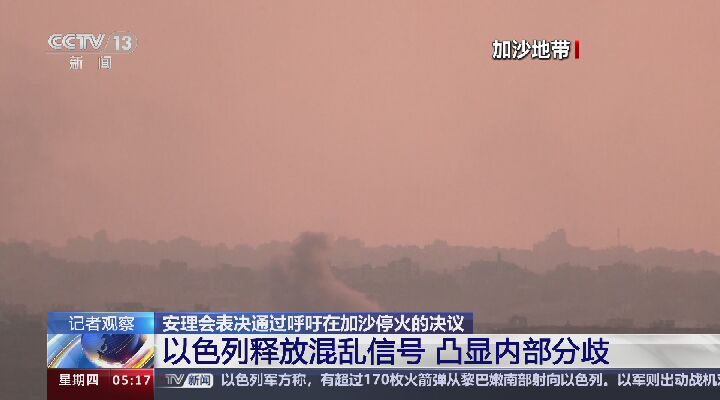 CCTV 13
新闻
加沙地带
记者观察
安理会表决通过呼吁在加沙停火的决议
以色列释放混乱信号 凸显内部分歧
星期四 05:17 TV 新闻 以色列军方称，有超过170枚火箭弹从黎巴嫩南部射向以色列。以军则出动战机对